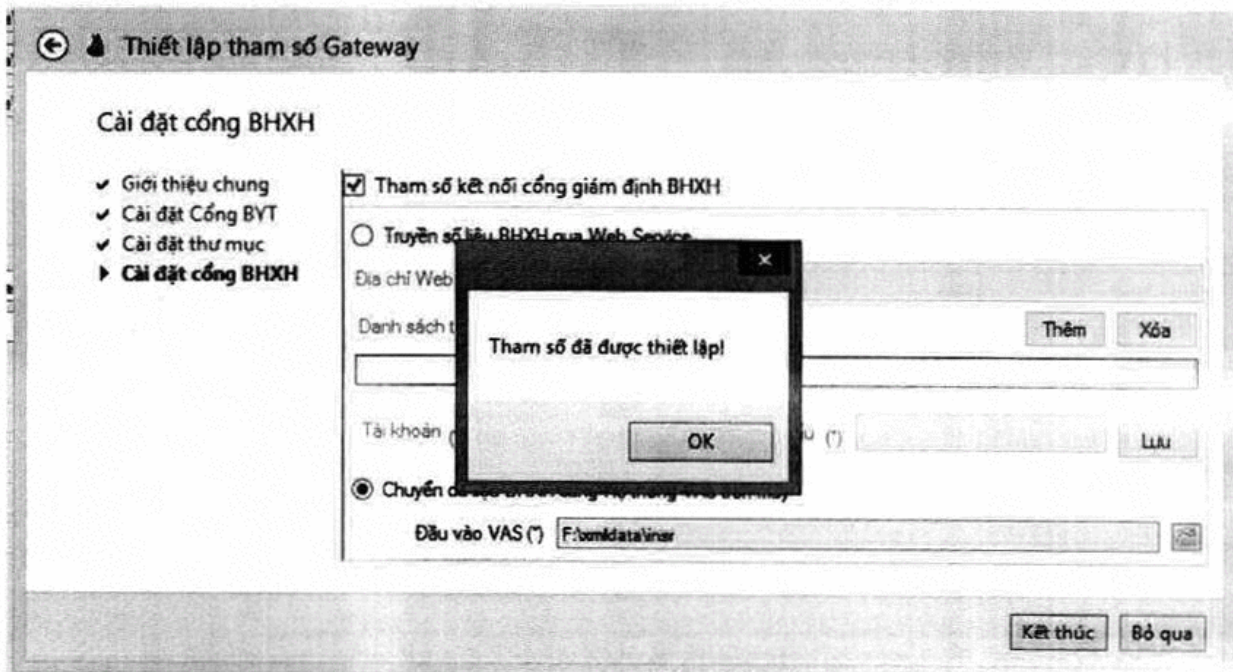 Thiết lập tham số Gateway
Cài đặt cổng BHXH
Giới thiệu chung
Cài đặt Cổng BYT
Cài đặt thư mục
Cài đặt cổng BHXH
Tham số kết nối cổng giám định BHXH
Truyền số liệu BHXH qua Web Service
Địa chỉ Web
Danh sách t
Thêm Xóa
Tham số đã được thiết lập!
Tài khoản (*) Lưu
OK
Chuyển
Đầu vào VAS (*) F:\xmldata\insr
Kết thúc Bỏ qua